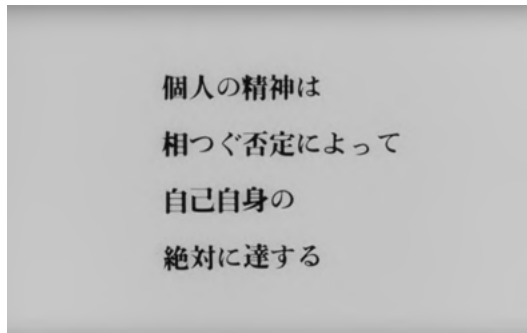 個人の精神は
相つぐ否定によって
自己自身の
絶対に達する